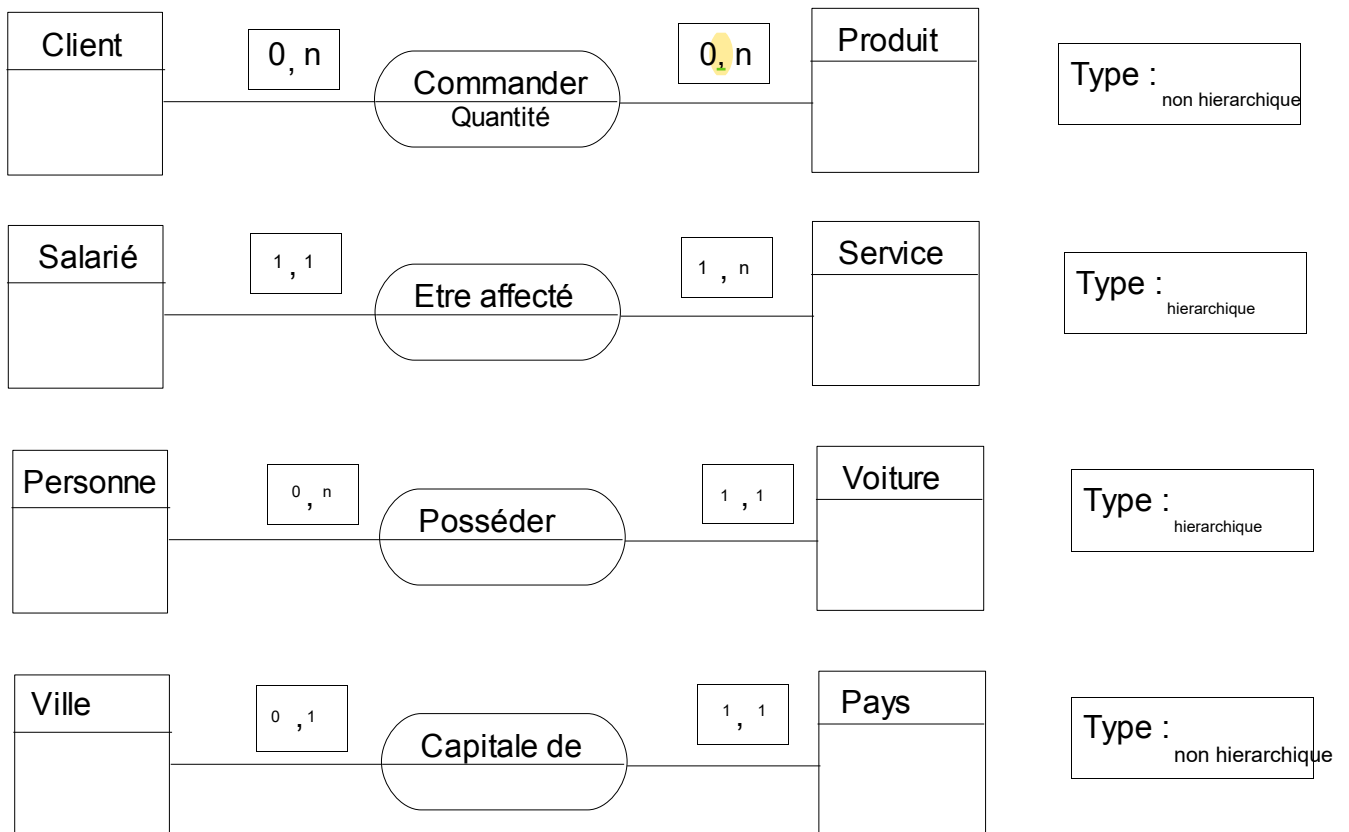 Client
0, n
Commander
Quantité
0, n
Produit
Type :
non hierarchique
Salarié
1 , 1
Etre affecté
1 , n
Service
Type :
hierarchique
Personne
0 , n
Posséder
1 , 1
Voiture
Type :
hierarchique
Ville
0 , 1
Capitale de
1 , 1
Pays
Type :
non hierarchique